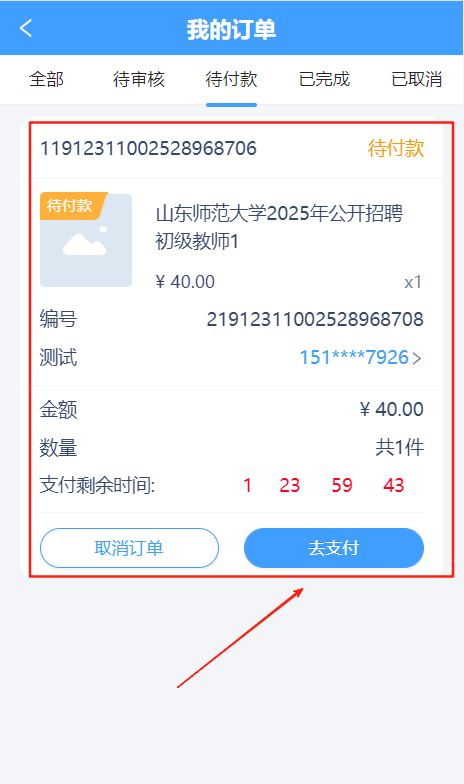 我的订单
全部 待审核 待付款 已完成 已取消
11912311002528968706 待付款
待付款
山东师范大学2025年公开招聘
初级教师1
¥ 40.00 x1
编号 21912311002528968708
测试 151****7926
金额 ¥ 40.00
数量 共1件
支付剩余时间: 1 23 59 43
取消订单 去支付